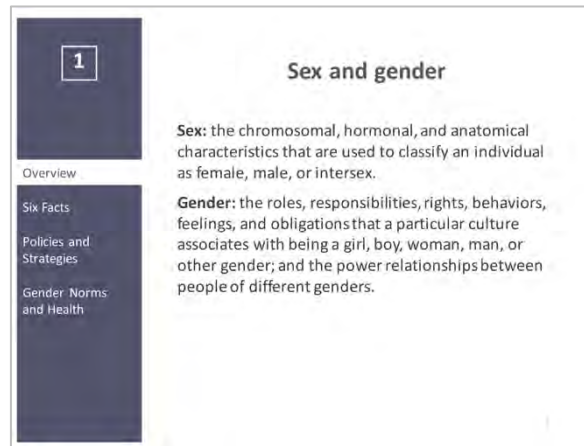 1
Overview
Six Facts
Policies and
Strategies
Gender Norms
and Health
Sex and gender
Sex: the chromosomal, hormonal, and anatomical
characteristics that are used to classify an individual
as female, male, or intersex.
Gender: the roles, responsibilities, rights, behaviors,
feelings, and obligations that a particular culture
associates with being a girl, boy, woman, man, or
other gender; and the power relationships between
people of different genders.